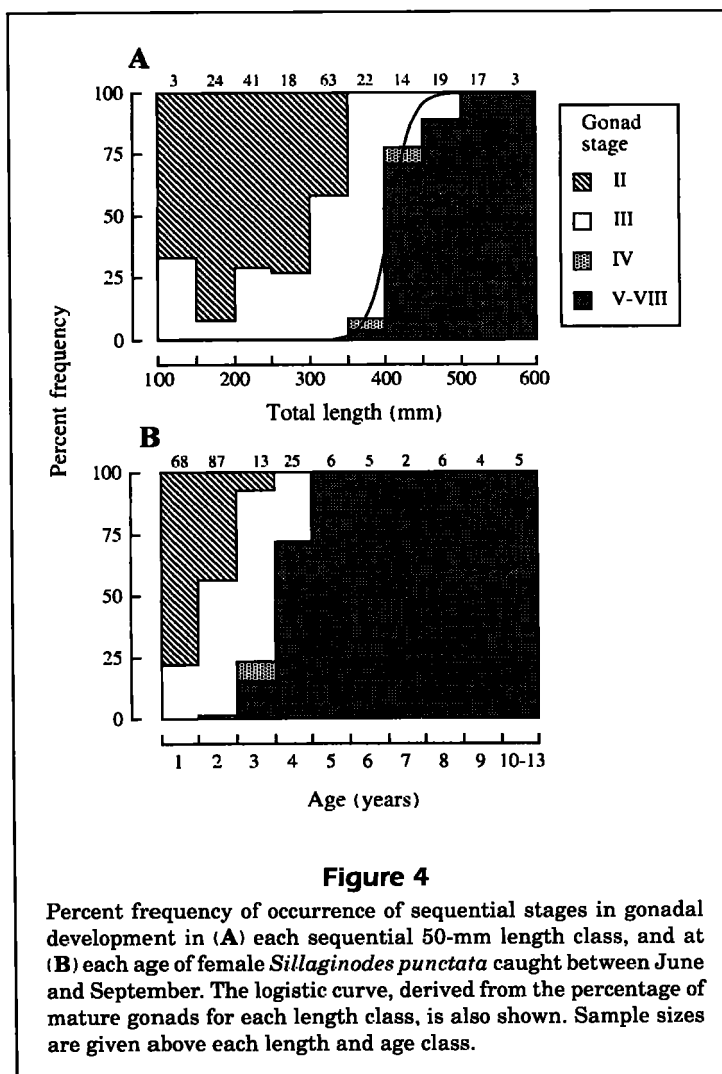 A
3 24 41 18 63 22 14 19 17 3
100
75
50
25
0
100 200 300 400 500 600
Total length (mm)
Percent frequency
Gonad
stage
II
III
IV
V-VIII
B
68 87 13 25 6 5 2 6 4 5
100
75
50
25
0
1 2 3 4 5 6 7 8 9 10-13
Age (years)
Figure 4
Percent frequency of occurrence of sequential stages in gonadal
development in (A) each sequential 50-mm length class, and at
(B) each age of female Sillaginodes punctata caught between June
and September. The logistic curve, derived from the percentage of
mature gonads for each length class, is also shown. Sample sizes
are given above each length and age class.